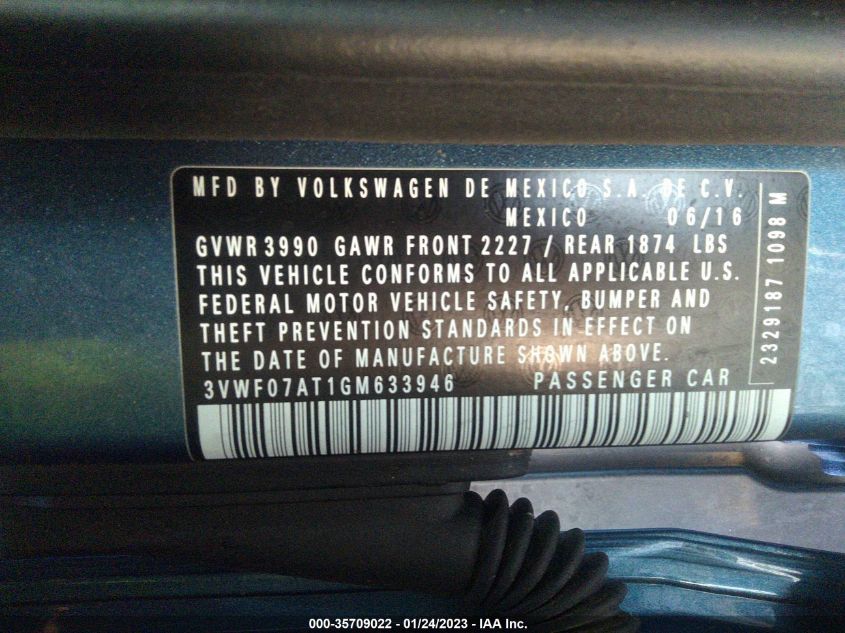 MFD BY VOLKSWAGEN DE MEXICO S.A. DE C.V.
MEXICO 06/16
GVWR 3990 GAWR FRONT 2227 / REAR 1874 LBS
THIS VEHICLE CONFORMS TO ALL APPLICABLE U.S.
FEDERAL MOTOR VEHICLE SAFETY, BUMPER AND
THEFT PREVENTION STANDARDS IN EFFECT ON
THE DATE OF MANUFACTURE SHOWN ABOVE.
3VWF07AT1GM633946 PASSENGER CAR
2329187 1098 M
000-35709022 - 01/24/2023 - IAA Inc.